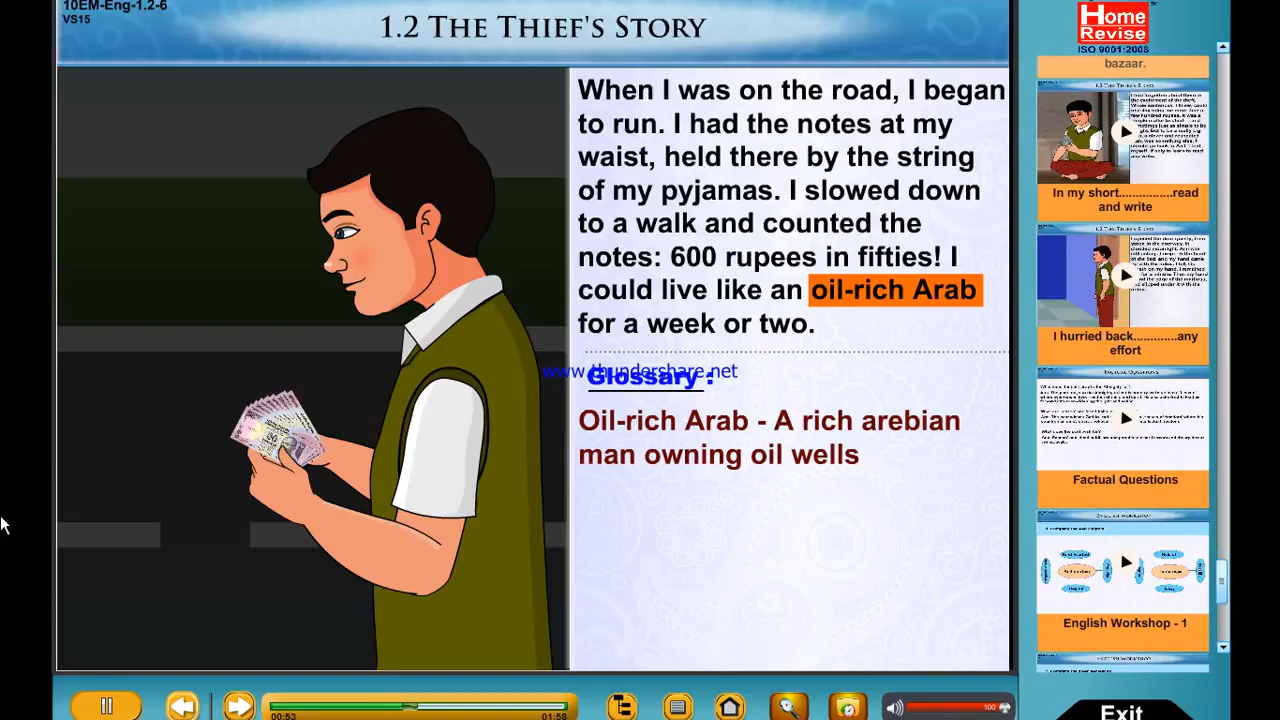 10EM-Eng-1.2-6
VS15
1.2 The Thief's Story
Home
Revise
ISO 9001:2008
When I was on the road, I began
to run. I had the notes at my
waist, held there by the string
of my pyjamas. I slowed down
to a walk and counted the
notes: 600 rupees in fifties! I
could live like an oil-rich Arab
for a week or two.
www.thundershare.net
Glossary :
Oil-rich Arab - A rich arebian
man owning oil wells
bazaar.
In my short...............read
and write
I hurried back............any
effort
Factual Questions
English Workshop - 1
00:53
01:58
100
Exit